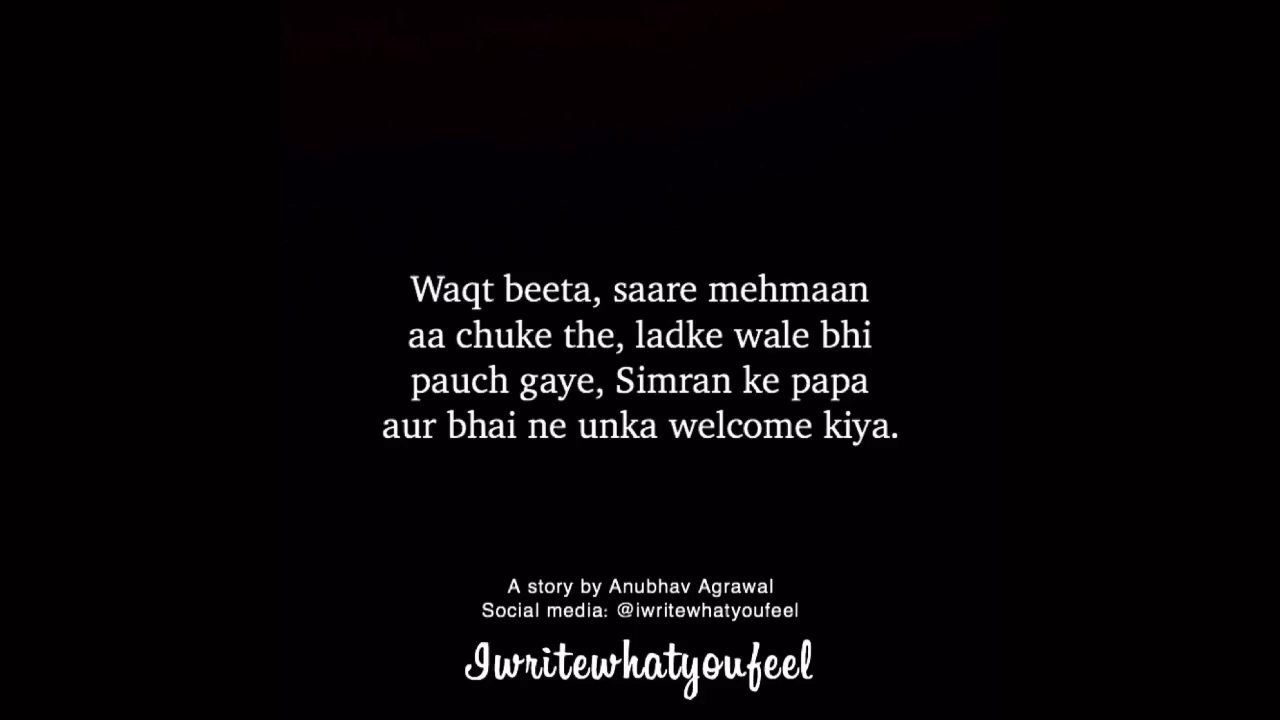 Waqt beeta, saare mehmaan
aa chuke the, ladke wale bhi
pauch gaye, Simran ke papa
aur bhai ne unka welcome kiya.
A story by Anubhav Agrawal
Social media: @iwritewhatyoufeel
Iwritewhatyoufeel